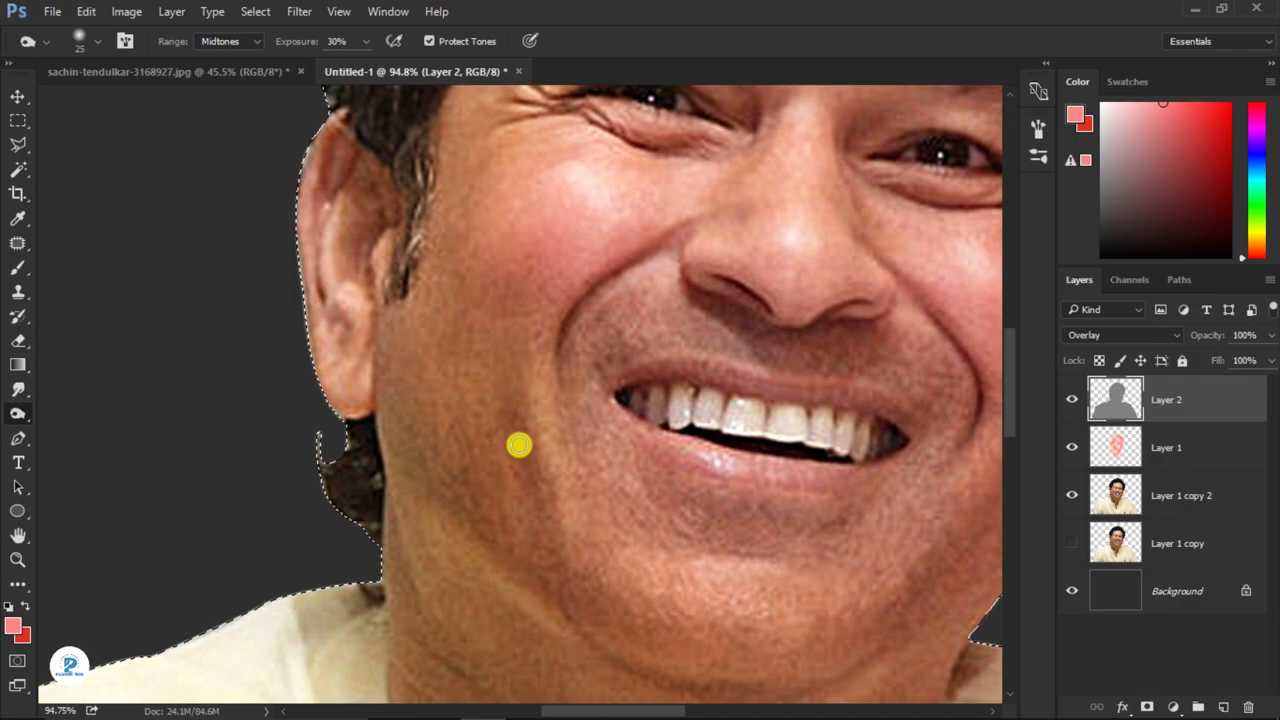 Ps File Edit Image Layer Type Select Filter View Window Help
25 Range: Midtones Exposure: 30% Protect Tones Essentials
sachin-tendulkar-3168927.jpg @ 45.5% (RGB/8*) * × Untitled-1 @ 94.8% (Layer 2, RGB/8) * ×
Color Swatches
Layers Channels Paths
Kind
Overlay Opacity: 100%
Lock: Fill: 100%
Layer 2
Layer 1
Layer 1 copy 2
Layer 1 copy
Background
94.75% Doc: 24.1M/84.6M